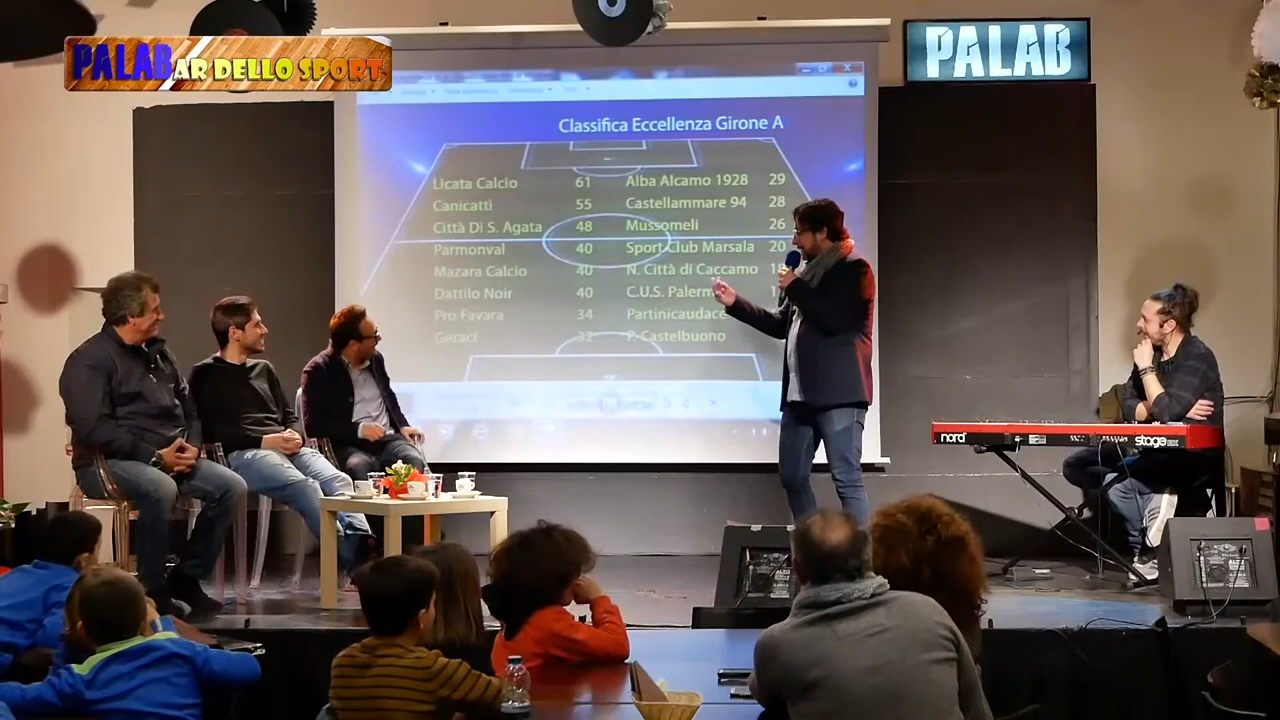 PALABAR DELLO SPORT
PALAB
Classifica Eccellenza Girone A
Licata Calcio 61 Alba Alcamo 1928 29
Canicattì 55 Castellammare 94 28
Città Di S. Agata 48 Mussomeli 26
Parmonval 40 Sport Club Marsala 20
Mazara Calcio 40 N. Città di Caccamo
Dattilo Noir 40 C.U.S.
Pro Favara 34 Partinicaudace
Geraci 32 P. Castelbuono
nord stage